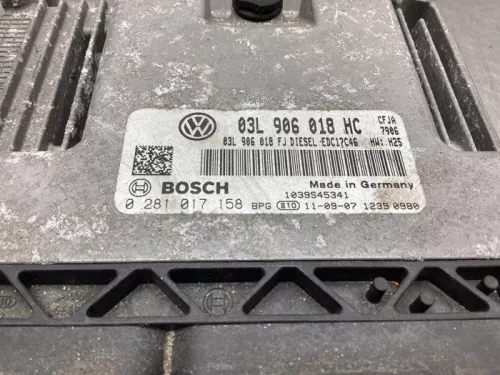 03L 906 018 HC CFJA
7906
03L 906 018 FJ DIESEL EDC17C46 HW: H25
BOSCH Made in Germany
1039S45341
0 281 017 158 BPG 810 11-09-07 1235 0980